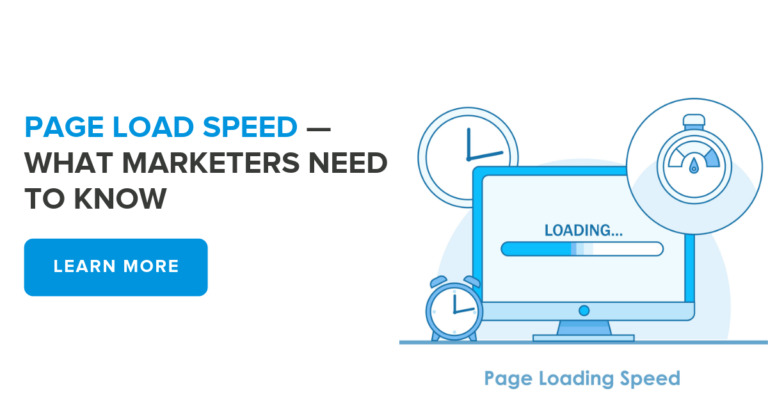 PAGE LOAD SPEED —
WHAT MARKETERS NEED
TO KNOW
LEARN MORE
LOADING...
Page Loading Speed